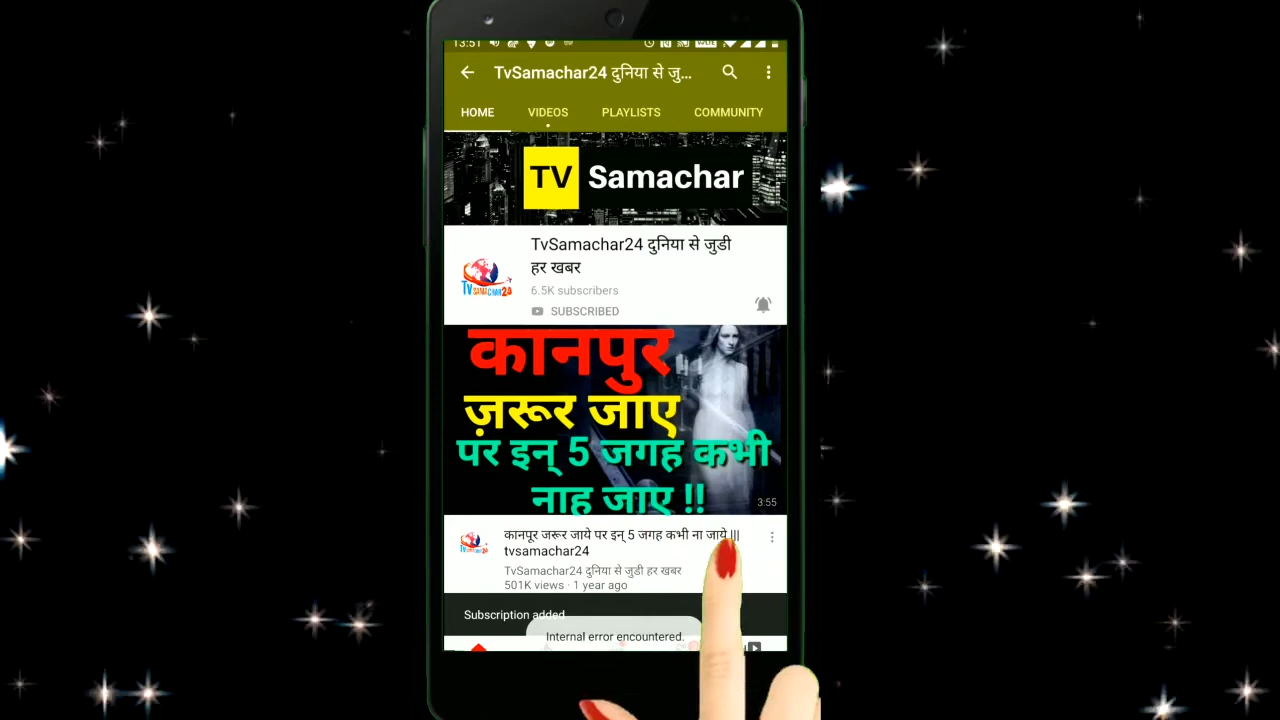 13:51
TvSamachar24 दुनिया से जु...
HOME VIDEOS PLAYLISTS COMMUNITY
TV Samachar
TvSamachar24 दुनिया से जुडी
हर खबर
6.5K subscribers
SUBSCRIBED
TV SAMACHAR24
कानपुर
ज़रूर जाए
पर इन् 5 जगह कभी
नाह जाए !!
3:55
कानपूर जरूर जाये पर इन् 5 जगह कभी ना जाये |||
tvsamachar24
TvSamachar24 दुनिया से जुडी हर खबर
501K views · 1 year ago
Subscription added
Internal error encountered.